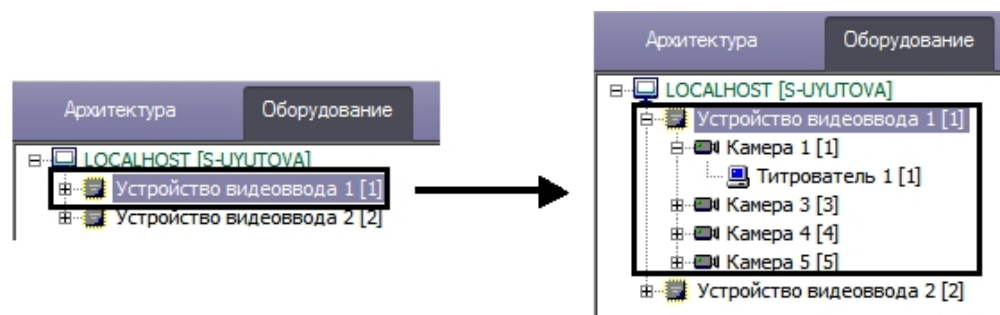 Архитектура Оборудование
LOCALHOST [S-UYUTOVA]
Устройство видеоввода 1 [1]
Устройство видеоввода 2 [2]
Архитектура Оборудование
LOCALHOST [S-UYUTOVA]
Устройство видеоввода 1 [1]
Камера 1 [1]
Титрователь 1 [1]
Камера 3 [3]
Камера 4 [4]
Камера 5 [5]
Устройство видеоввода 2 [2]